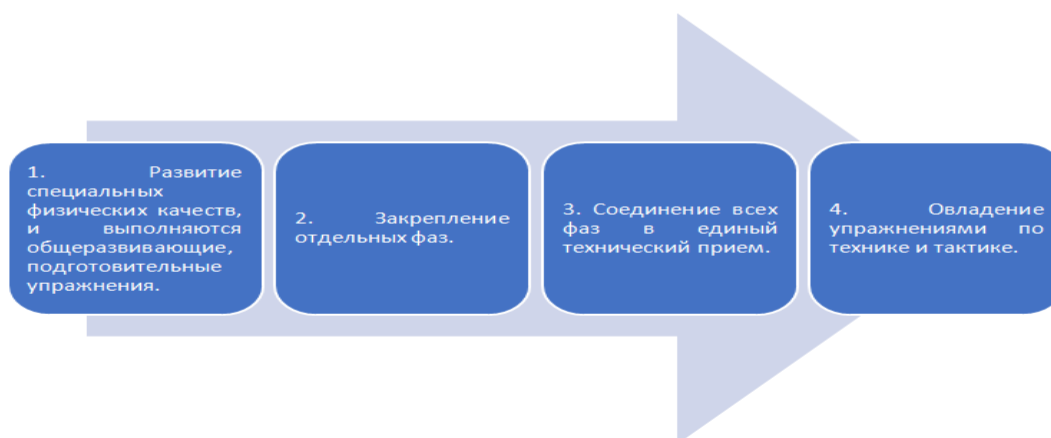 1. Развитие
специальных
физических качеств,
и выполняются
общеразвивающие,
подготовительные
упражнения.
2. Закрепление
отдельных фаз.
3. Соединение всех
фаз в единый
технический прием.
4. Овладение
упражнениями по
технике и тактике.